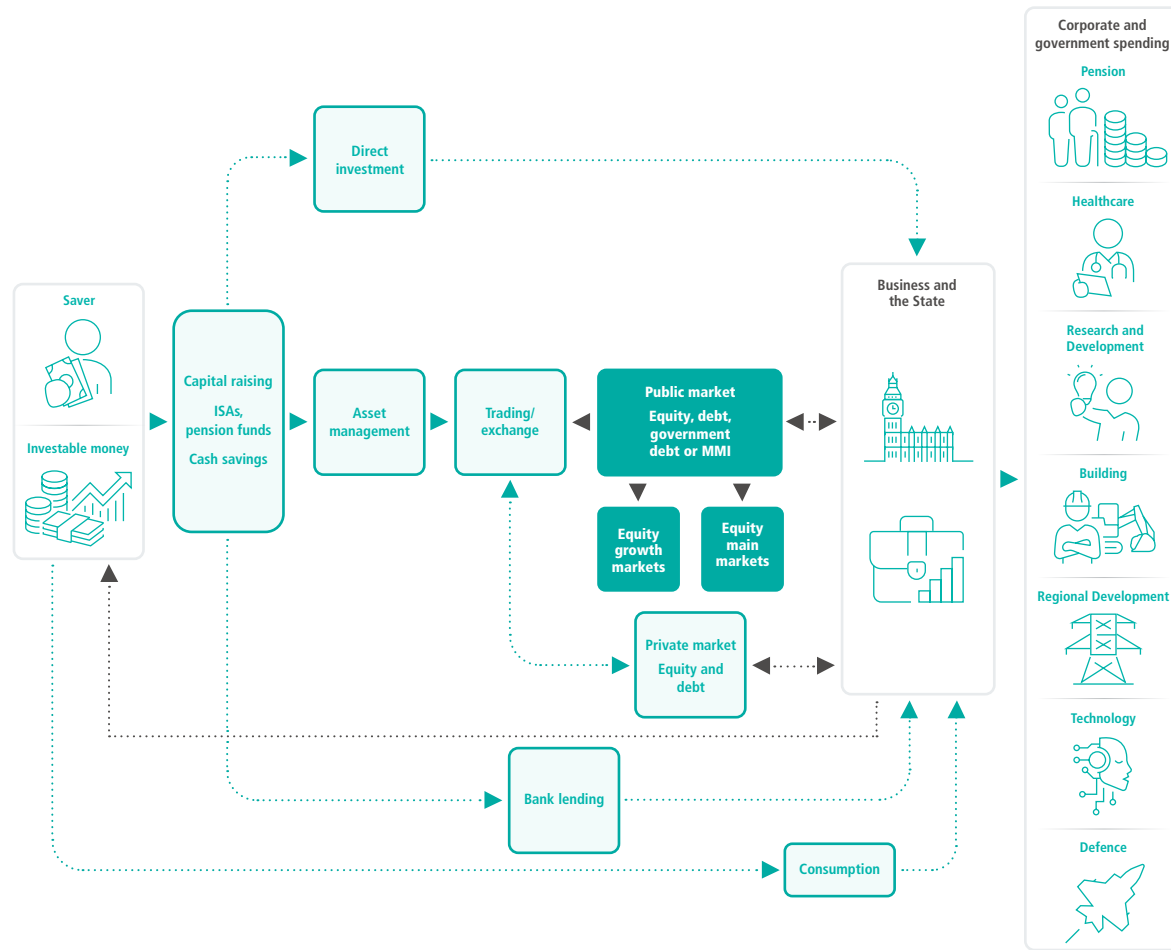 Corporate and
government spending
Pension
Healthcare
Research and
Development
Building
Regional Development
Technology
Defence
Direct
investment
Saver
Investable money
Capital raising
ISAs,
pension funds
Cash savings
Asset
management
Trading/
exchange
Public market
Equity, debt,
government
debt or MMI
Equity
growth
markets
Equity
main
markets
Private market
Equity and
debt
Business and
the State
Bank lending
Consumption